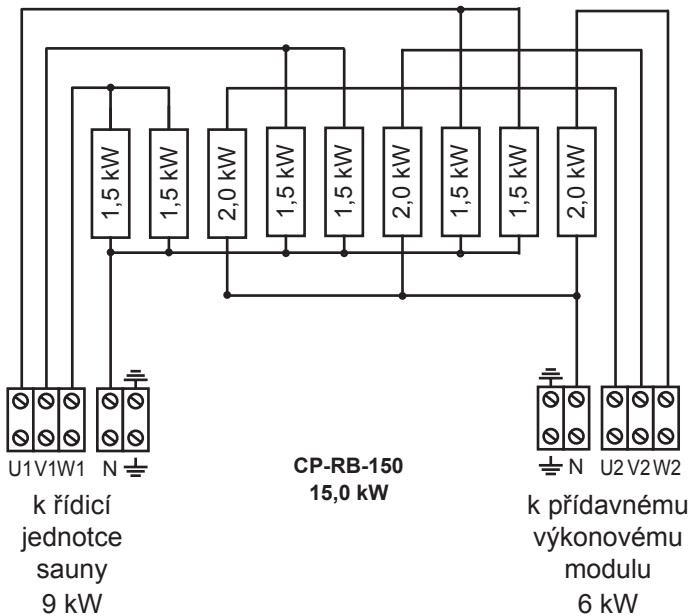 1,5 kW
1,5 kW
2,0 kW
1,5 kW
1,5 kW
2,0 kW
1,5 kW
1,5 kW
2,0 kW
U1 V1 W1 N
CP-RB-150
15,0 kW
N U2 V2 W2
k řídicí
jednotce
sauny
9 kW
k přídavnému
výkonovému
modulu
6 kW